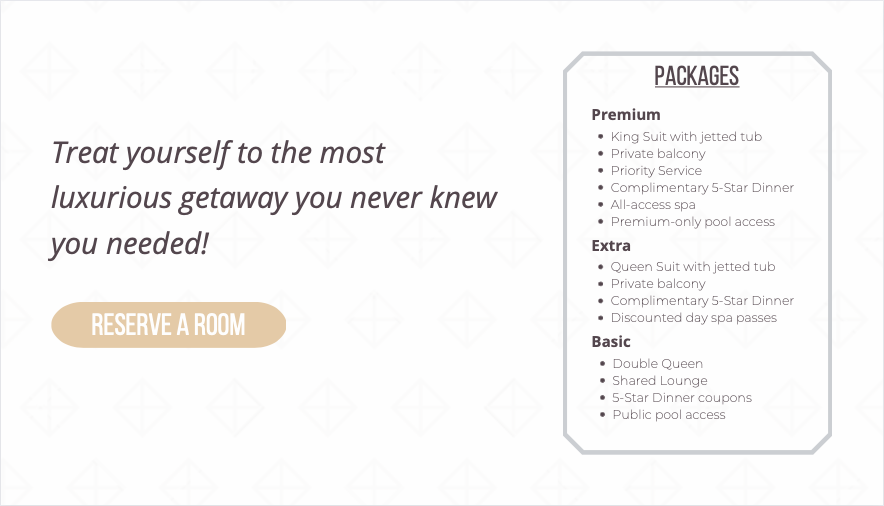 Treat yourself to the most
luxurious getaway you never knew
you needed!
RESERVE A ROOM
PACKAGES
Premium
• King Suit with jetted tub
• Private balcony
• Priority Service
• Complimentary 5-Star Dinner
• All-access spa
• Premium-only pool access
Extra
• Queen Suit with jetted tub
• Private balcony
• Complimentary 5-Star Dinner
• Discounted day spa passes
Basic
• Double Queen
• Shared Lounge
• 5-Star Dinner coupons
• Public pool access